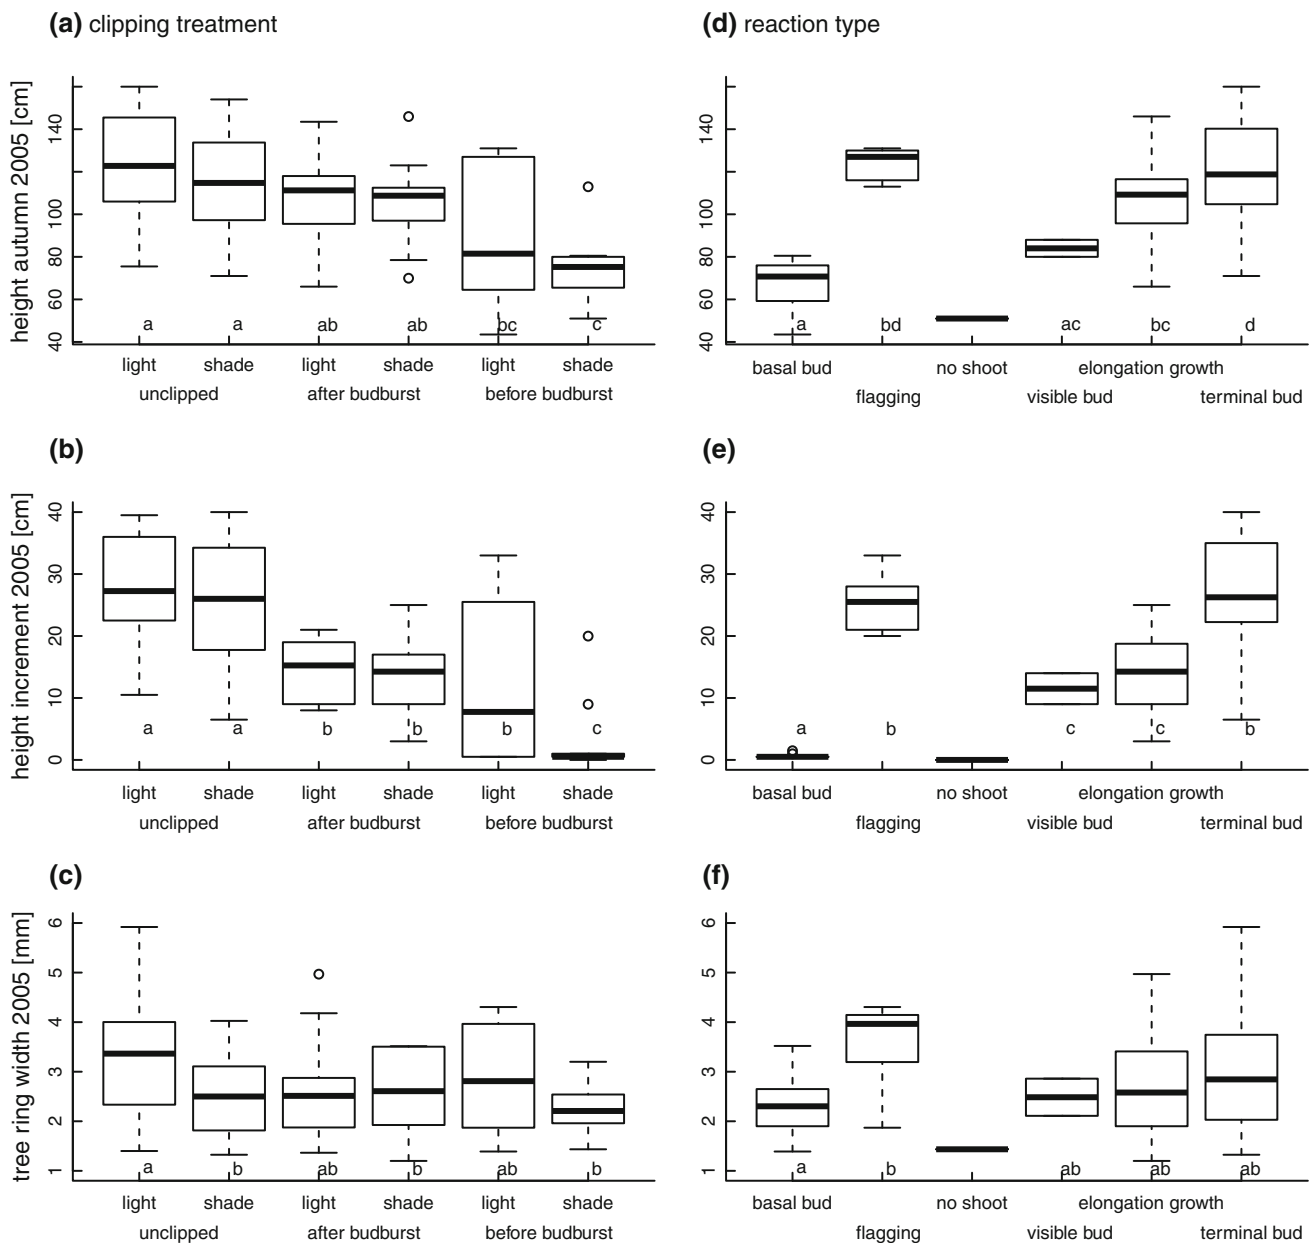 (a) clipping treatment
height autumn 2005 [cm]
40 60 80 100 140
a a ab ab bc c
light shade light shade light shade
unclipped after budburst before budburst
(d) reaction type
40 60 80 100 140
a bd ac bc d
basal bud no shoot elongation growth
flagging visible bud terminal bud
(b)
height increment 2005 [cm]
0 10 20 30 40
a a b b b c
light shade light shade light shade
unclipped after budburst before budburst
(e)
0 10 20 30 40
a b c c b
basal bud no shoot elongation growth
flagging visible bud terminal bud
(c)
tree ring width 2005 [mm]
1 2 3 4 5 6
a b ab b ab b
light shade light shade light shade
unclipped after budburst before budburst
(f)
1 2 3 4 5 6
a b ab ab ab
basal bud no shoot elongation growth
flagging visible bud terminal bud